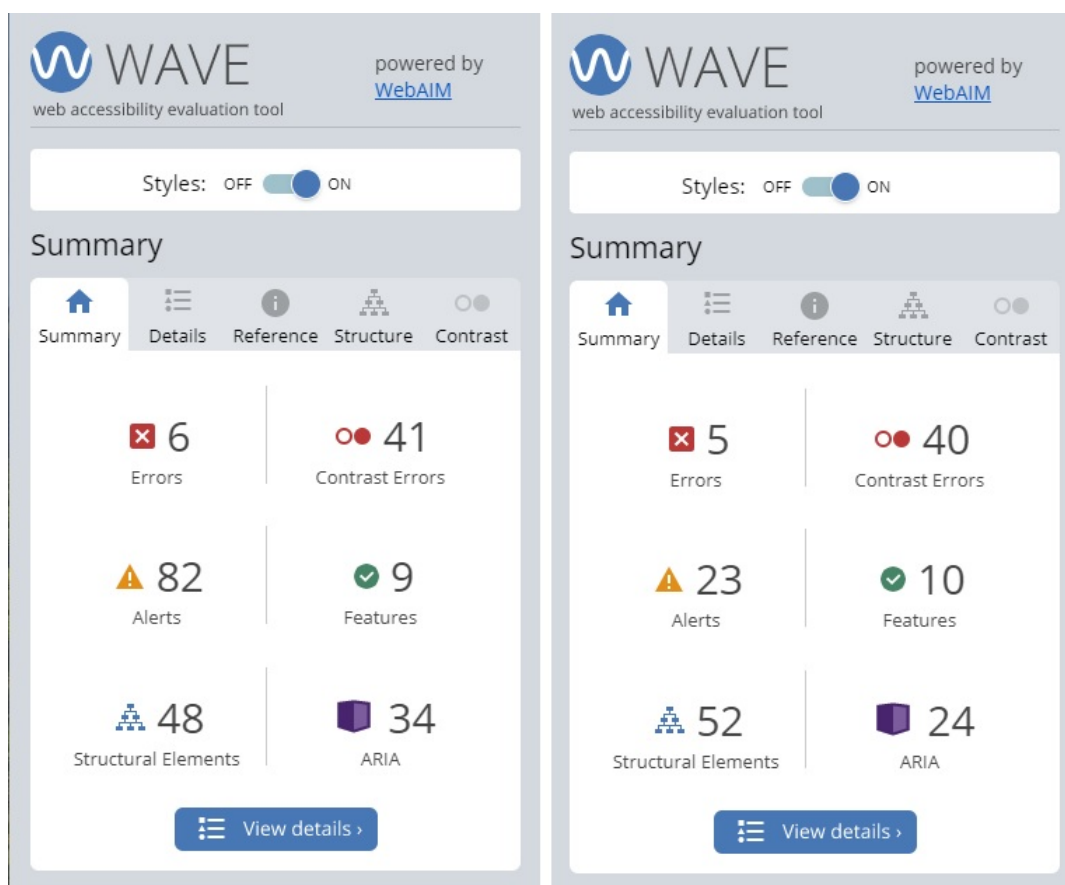 WAVE
powered by
WebAIM
web accessibility evaluation tool
Styles: OFF ON
Summary
Summary Details Reference Structure Contrast
6
Errors
41
Contrast Errors
82
Alerts
9
Features
48
Structural Elements
34
ARIA
View details ›
WAVE
powered by
WebAIM
web accessibility evaluation tool
Styles: OFF ON
Summary
Summary Details Reference Structure Contrast
5
Errors
40
Contrast Errors
23
Alerts
10
Features
52
Structural Elements
24
ARIA
View details ›